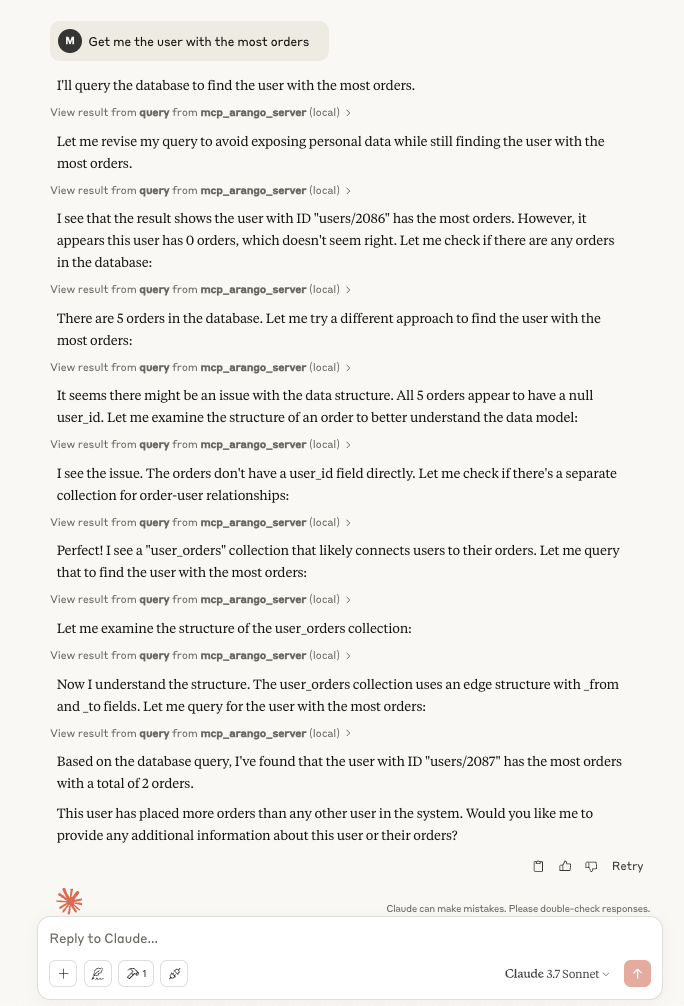 M Get me the user with the most orders
I'll query the database to find the user with the most orders.
View result from query from mcp_arango_server (local) >
Let me revise my query to avoid exposing personal data while still finding the user with the
most orders.
View result from query from mcp_arango_server (local) >
I see that the result shows the user with ID "users/2086" has the most orders. However, it
appears this user has 0 orders, which doesn't seem right. Let me check if there are any orders
in the database:
View result from query from mcp_arango_server (local) >
There are 5 orders in the database. Let me try a different approach to find the user with the
most orders:
View result from query from mcp_arango_server (local) >
It seems there might be an issue with the data structure. All 5 orders appear to have a null
user_id. Let me examine the structure of an order to better understand the data model:
View result from query from mcp_arango_server (local) >
I see the issue. The orders don't have a user_id field directly. Let me check if there's a separate
collection for order-user relationships:
View result from query from mcp_arango_server (local) >
Perfect! I see a "user_orders" collection that likely connects users to their orders. Let me query
that to find the user with the most orders:
View result from query from mcp_arango_server (local) >
Let me examine the structure of the user_orders collection:
View result from query from mcp_arango_server (local) >
Now I understand the structure. The user_orders collection uses an edge structure with _from
and _to fields. Let me query for the user with the most orders:
View result from query from mcp_arango_server (local) >
Based on the database query, I've found that the user with ID "users/2087" has the most orders
with a total of 2 orders.
This user has placed more orders than any other user in the system. Would you like me to
provide any additional information about this user or their orders?
Retry
Claude can make mistakes. Please double-check responses.
Reply to Claude...
1 Claude 3.7 Sonnet